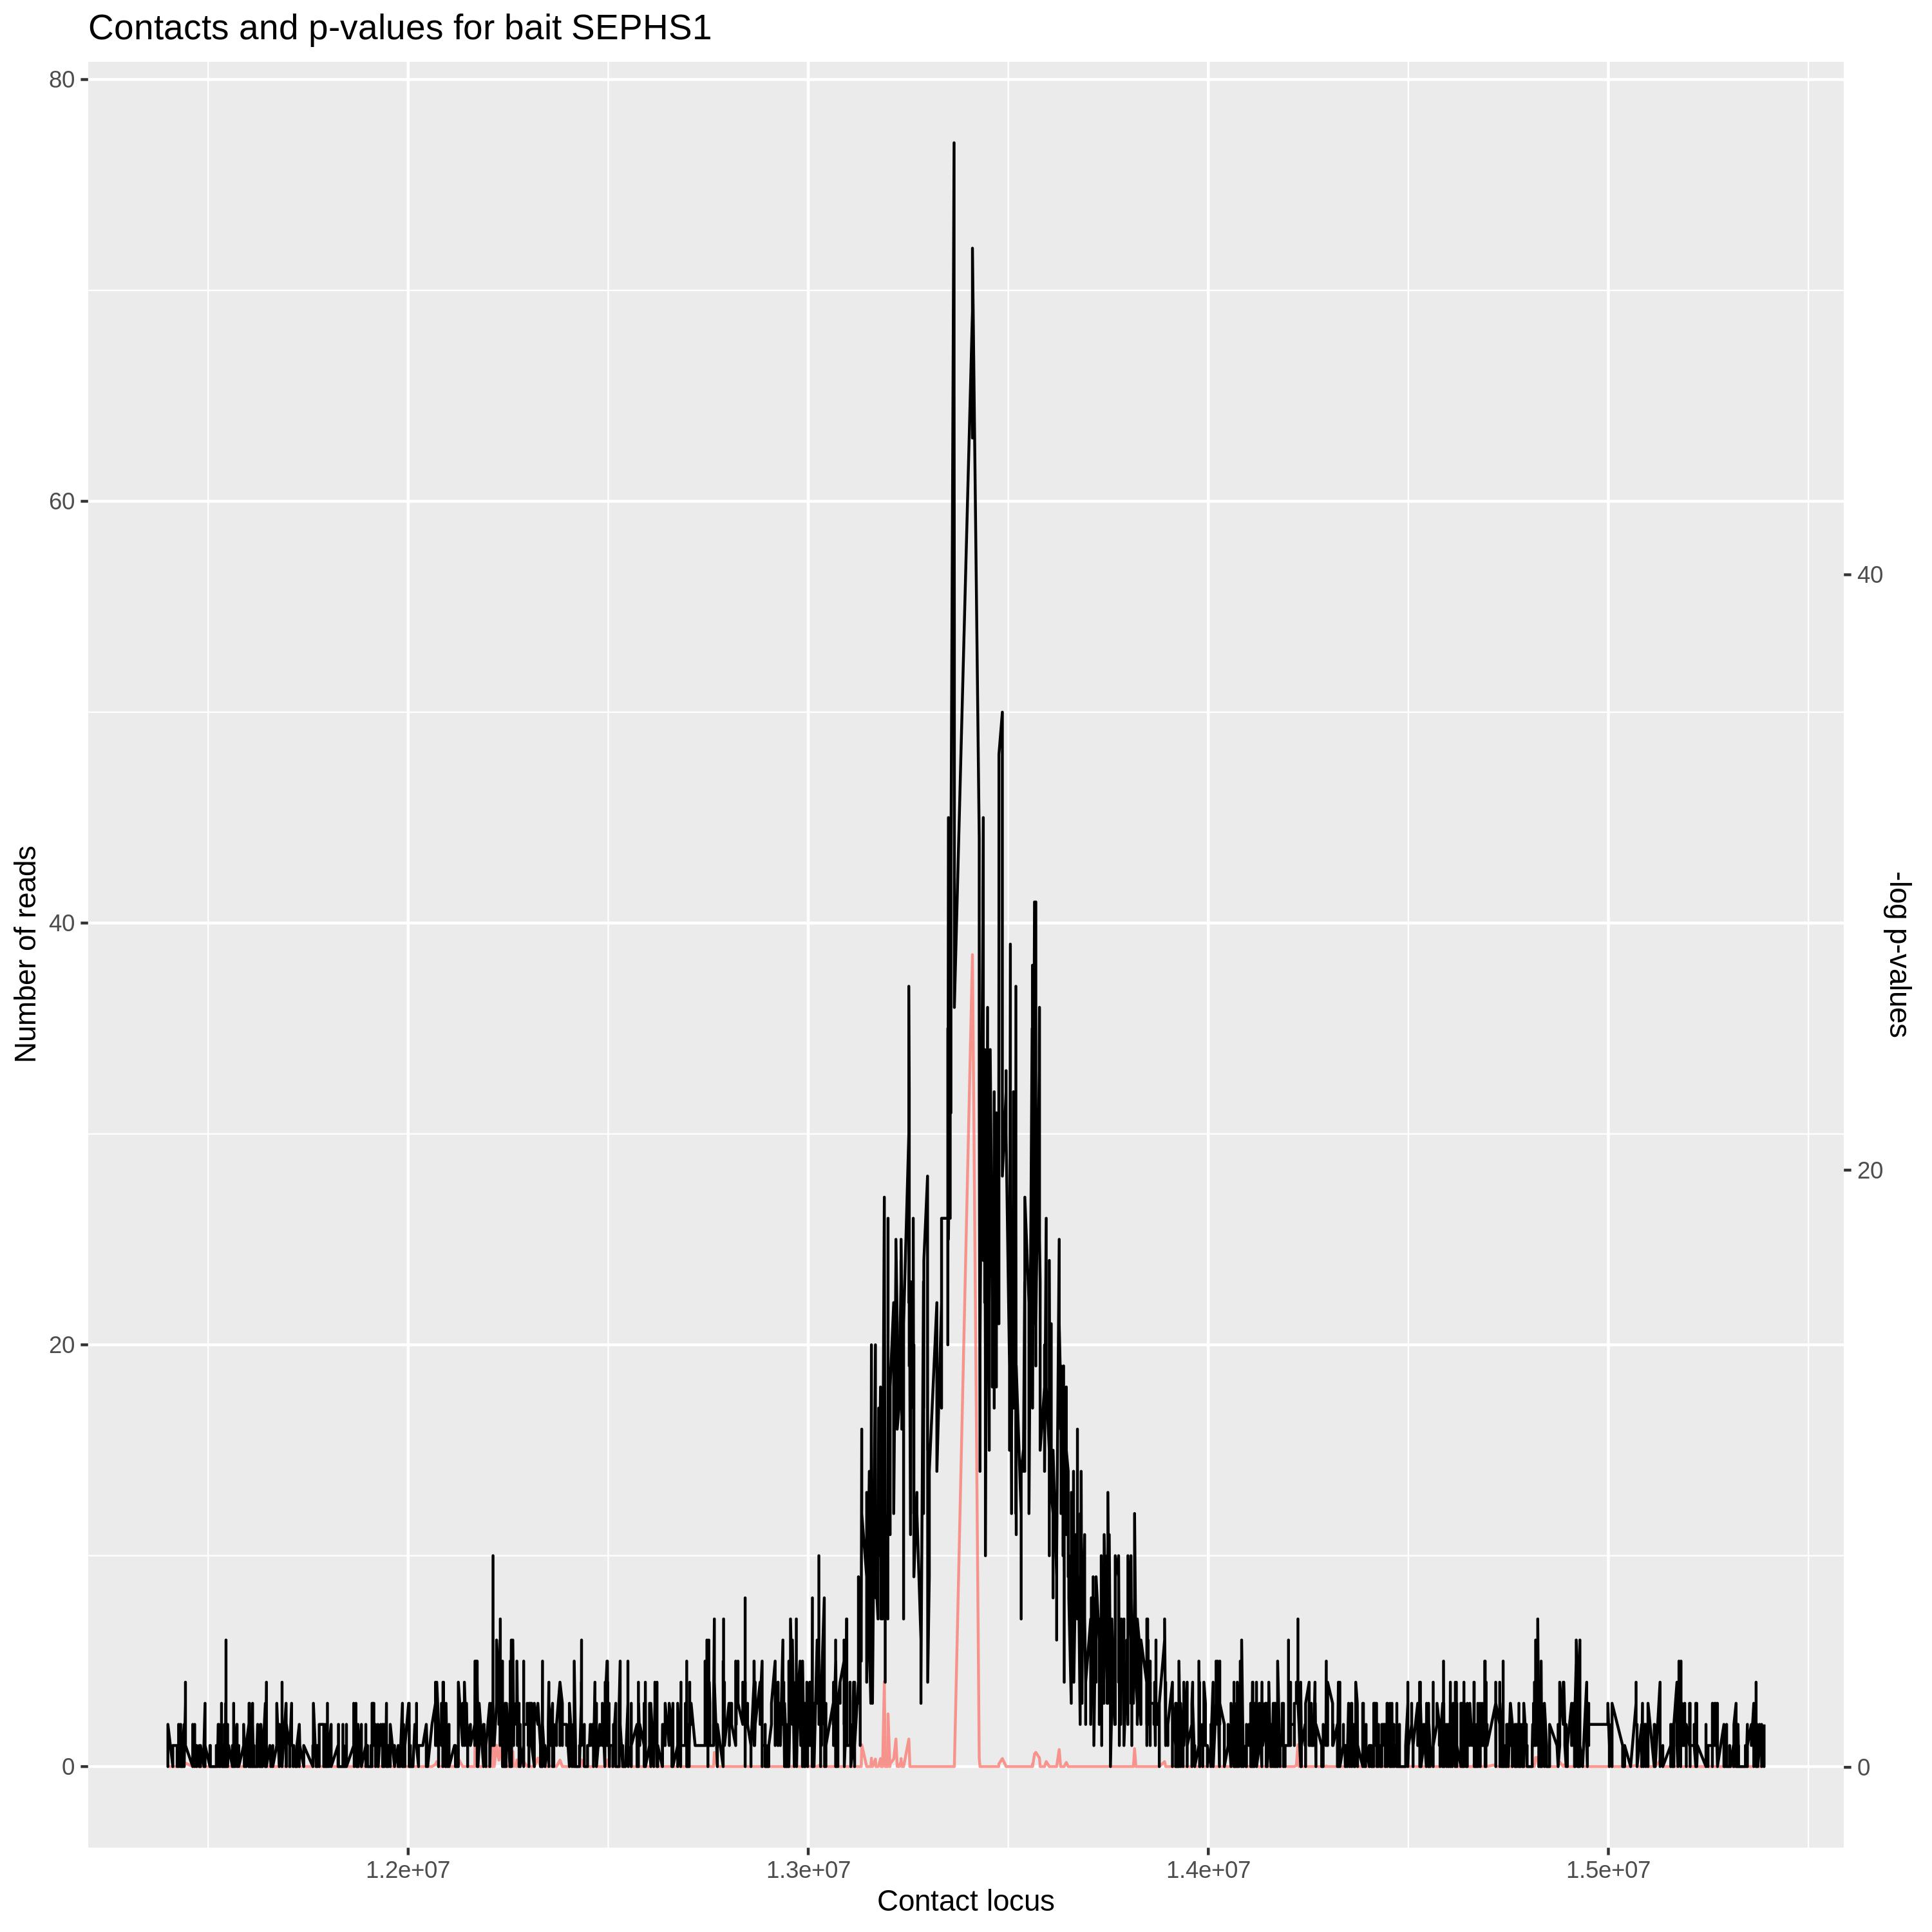 Contacts and p-values for bait SEPHS1
80
60
40
20
0
Number of reads
40
20
0
-log p-values
1.2e+07 1.3e+07 1.4e+07 1.5e+07
Contact locus